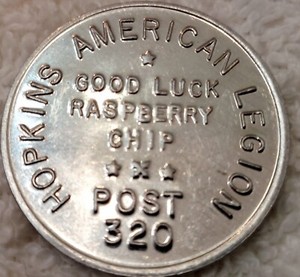 HOPKINS AMERICAN LEGION
GOOD LUCK
RASPBERRY
CHIP
POST
320